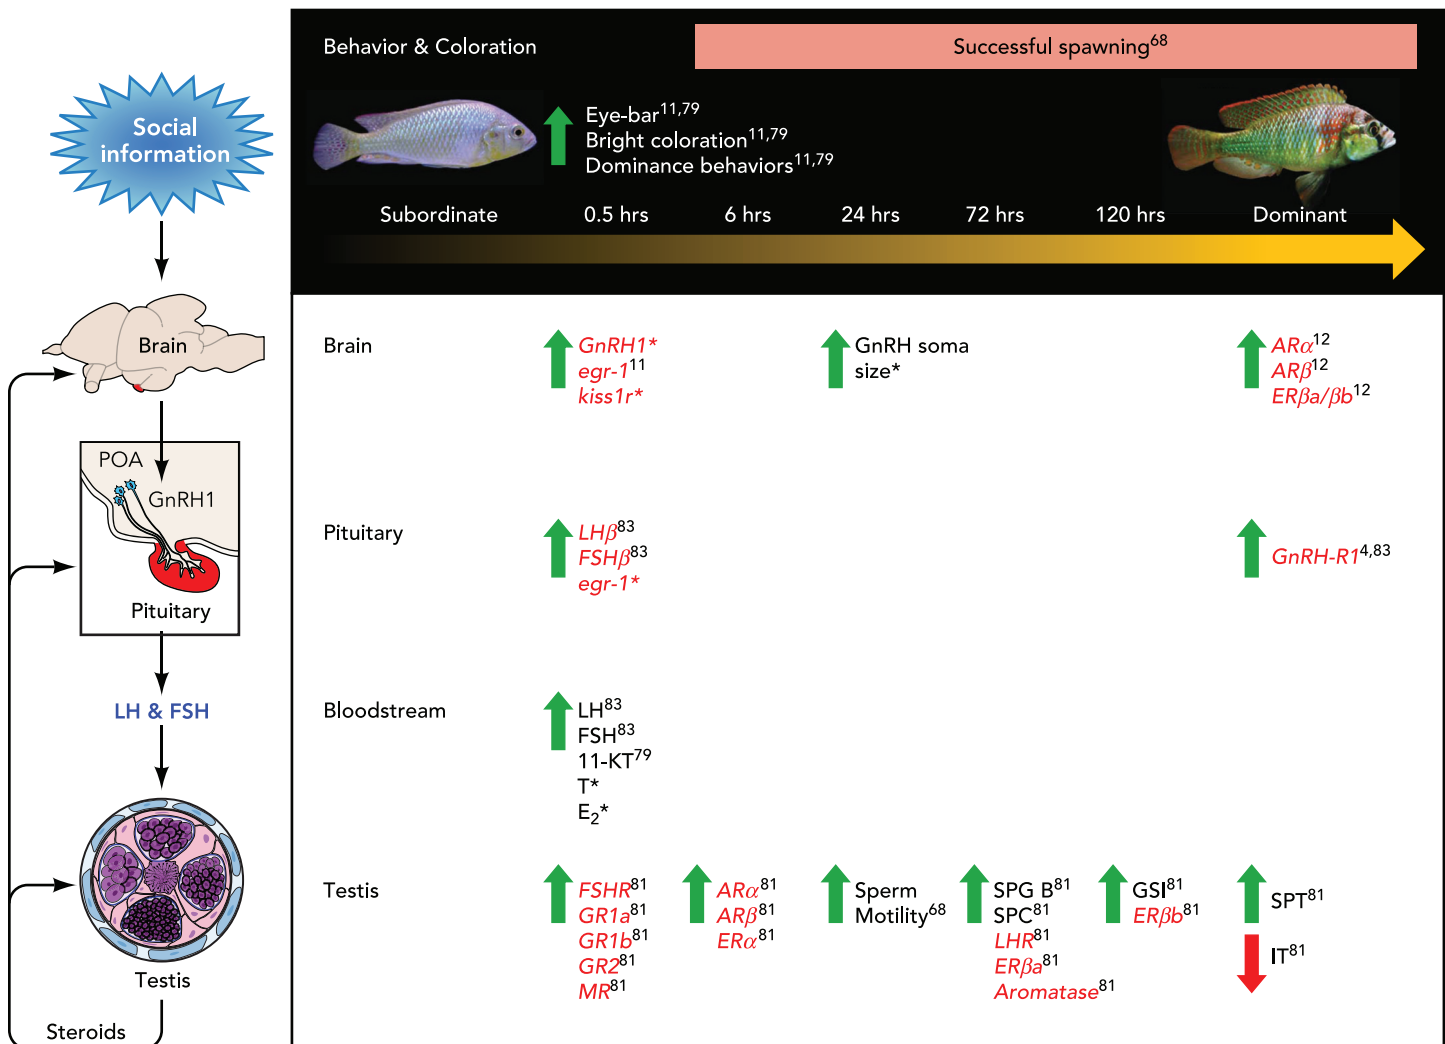 Social
information
Brain
POA
GnRH1
Pituitary
LH & FSH
Testis
Steroids
Behavior & Coloration
Successful spawning68
Eye-bar11,79
Bright coloration11,79
Dominance behaviors11,79
Subordinate 0.5 hrs 6 hrs 24 hrs 72 hrs 120 hrs Dominant
Brain
GnRH1*
egr-111
kiss1r*
GnRH soma
size*
ARα12
ARβ12
ERβa/βb12
Pituitary
LHβ83
FSHβ83
egr-1*
GnRH-R14,83
Bloodstream
LH83
FSH83
11-KT79
T*
E2*
Testis
FSHR81
GR1a81
GR1b81
GR281
MR81
ARα81
ARβ81
ERα81
Sperm
Motility68
SPG B81
SPC81
LHR81
ERβa81
Aromatase81
GSI81
ERβb81
SPT81
IT81